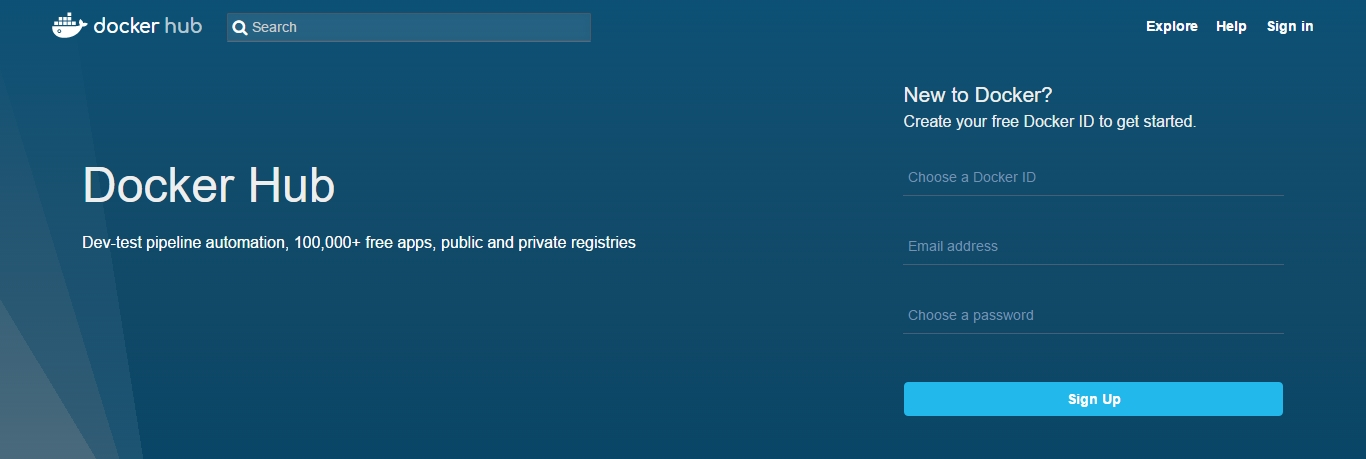 docker hub
Search
Explore Help Sign in
New to Docker?
Create your free Docker ID to get started.
Choose a Docker ID
Docker Hub
Dev-test pipeline automation, 100,000+ free apps, public and private registries
Email address
Choose a password
Sign Up